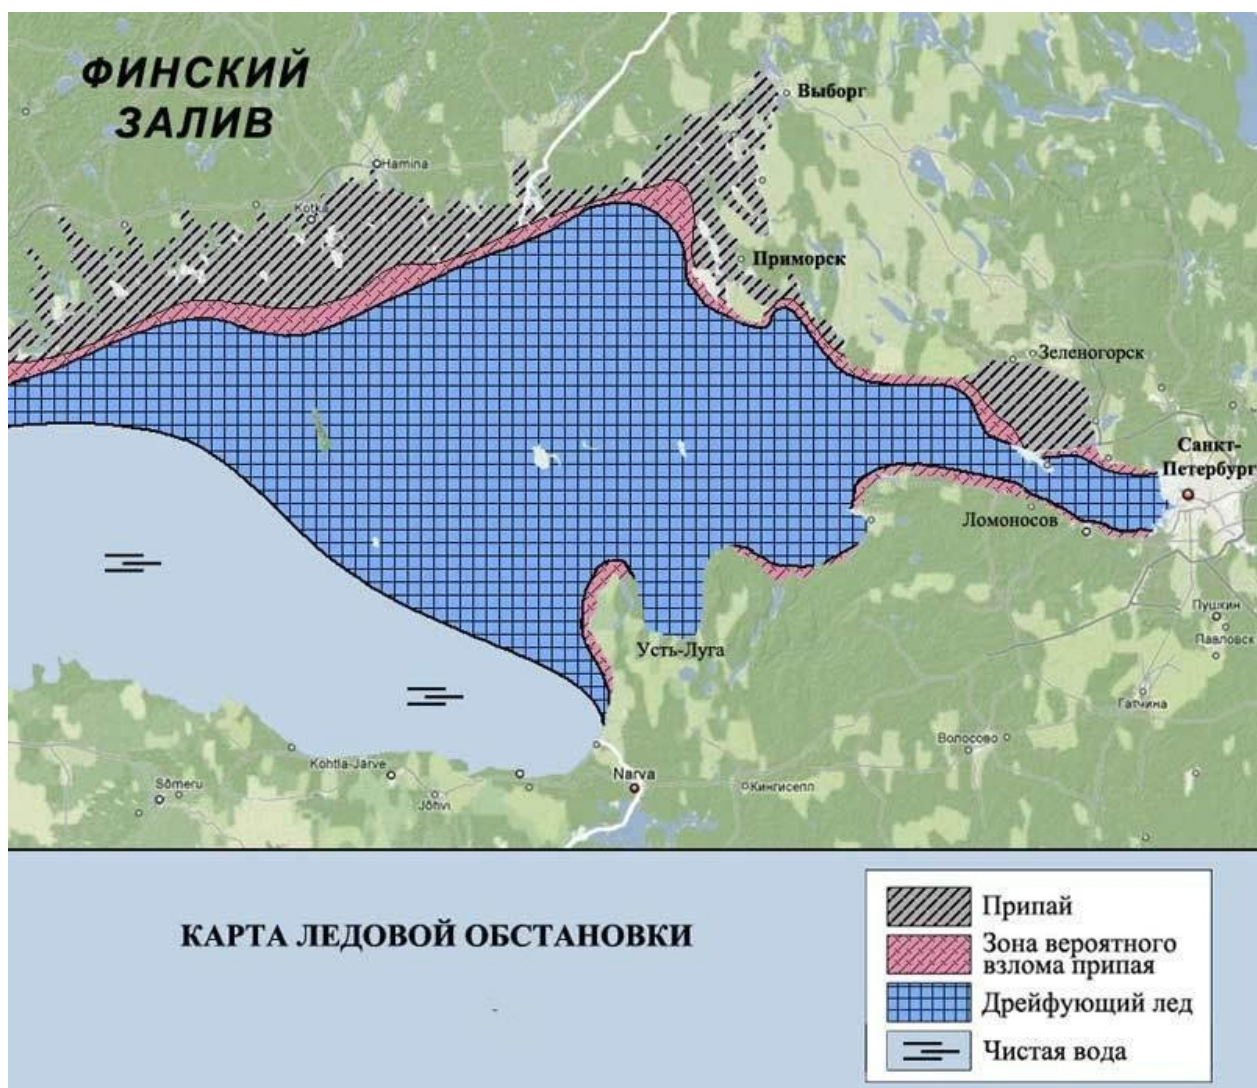 ФИНСКИЙ
ЗАЛИВ
Выборг
Hamina
Kotka
Приморск
Зеленогорск
Санкт-
Петербург
Ломоносов
Пушкин
Павловск
Усть-Луга
Гатчина
Волосово
Kohtla-Järve
Narva
Sõmeru
Jõhvi
Кингисепп
КАРТА ЛЕДОВОЙ ОБСТАНОВКИ
Припай
Зона вероятного
взлома припая
Дрейфующий лед
Чистая вода